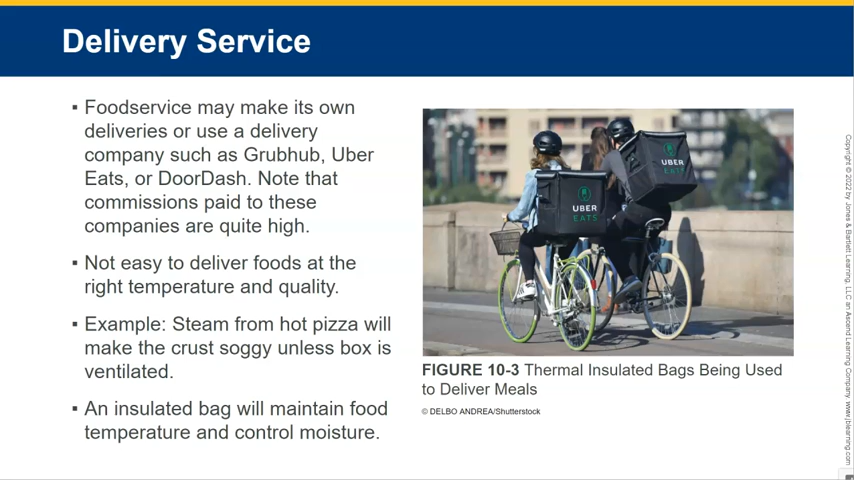 Delivery Service
▪ Foodservice may make its own
deliveries or use a delivery
company such as Grubhub, Uber
Eats, or DoorDash. Note that
commissions paid to these
companies are quite high.
▪ Not easy to deliver foods at the
right temperature and quality.
▪ Example: Steam from hot pizza will
make the crust soggy unless box is
ventilated.
▪ An insulated bag will maintain food
temperature and control moisture.
UBER
EATS
UBER
EATS
FIGURE 10-3 Thermal Insulated Bags Being Used
to Deliver Meals
© DELBO ANDREA/Shutterstock
Copyright © 2022 by Jones & Bartlett Learning, LLC an Ascend Learning Company. www.jblearning.com